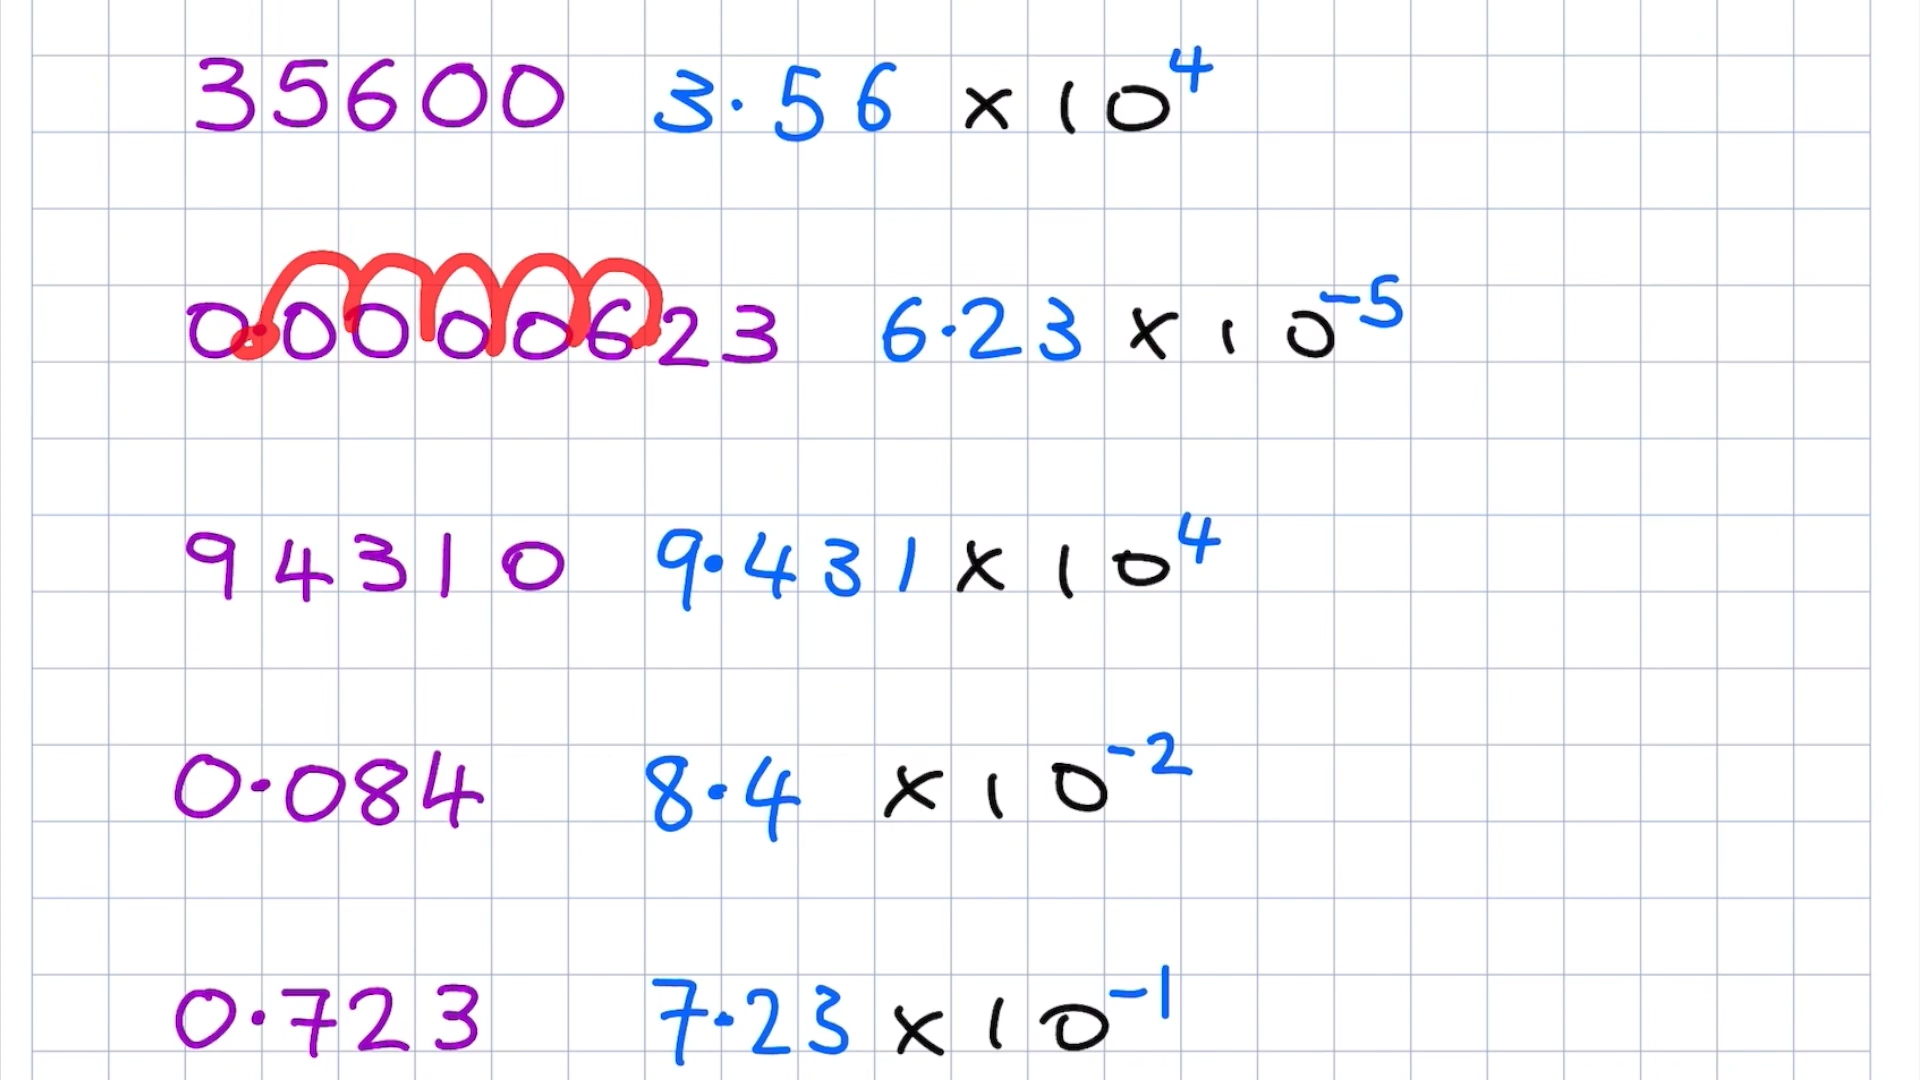 35600 3.56 × 10⁴
0.0000623 6.23 × 10⁻⁵
94310 9.431 × 10⁴
0.084 8.4 × 10⁻²
0.723 7.23 × 10⁻¹